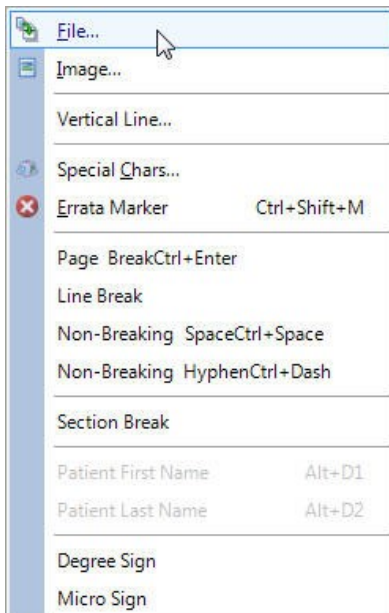 File...
Image...
Vertical Line...
Special Chars...
Errata Marker Ctrl+Shift+M
Page BreakCtrl+Enter
Line Break
Non-Breaking SpaceCtrl+Space
Non-Breaking HyphenCtrl+Dash
Section Break
Patient First Name Alt+D1
Patient Last Name Alt+D2
Degree Sign
Micro Sign